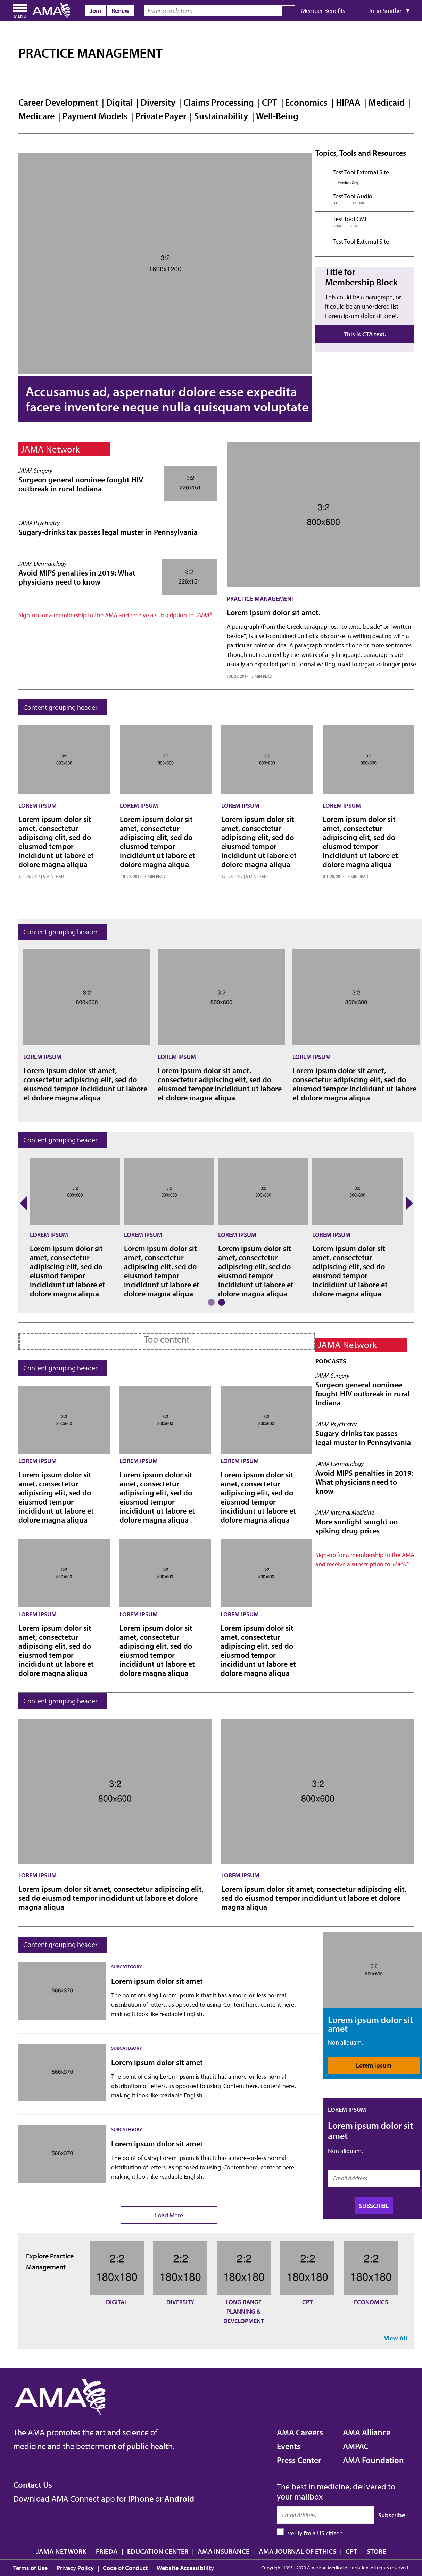 MENU
AMA
Join
Renew
Enter Search Term
Member Benefits
John Smithe ▼
PRACTICE MANAGEMENT
Career Development | Digital | Diversity | Claims Processing | CPT | Economics | HIPAA | Medicaid |
Medicare | Payment Models | Private Payer | Sustainability | Well-Being
3:2
1600x1200
Accusamus ad, aspernatur dolore esse expedita
facere inventore neque nulla quisquam voluptate
Topics, Tools and Resources
Test Tool External Site
Members Only
Test Tool Audio
AAC 13.0 MB
Test tool CME
EPUB 0.8 MB
Test Tool External Site
Title for
Membership Block
This could be a paragraph, or
it could be an unordered list.
Lorem ipsum dolor sit amet.
This is CTA text.
JAMA Network
JAMA Surgery
Surgeon general nominee fought HIV
outbreak in rural Indiana
3:2
226x151
JAMA Psychiatry
Sugary-drinks tax passes legal muster in Pennsylvania
JAMA Dermatology
Avoid MIPS penalties in 2019: What
physicians need to know
3:2
226x151
Sign-up for a membership to the AMA and receive a subscription to JAMA®
3:2
800x600
PRACTICE MANAGEMENT
Lorem ipsum dolor sit amet.
A paragraph (from the Greek paragraphos, "to write beside" or "written
beside") is a self-contained unit of a discourse in writing dealing with a
particular point or idea. A paragraph consists of one or more sentences.
Though not required by the syntax of any language, paragraphs are
usually an expected part of formal writing, used to organize longer prose.
JUL. 28. 2017 | 5 MIN READ
Content grouping header
3:2
800x600
LOREM IPSUM
Lorem ipsum dolor sit
amet, consectetur
adipiscing elit, sed do
eiusmod tempor
incididunt ut labore et
dolore magna aliqua
JUL. 28. 2017 | 5 MIN READ
3:2
800x600
LOREM IPSUM
Lorem ipsum dolor sit
amet, consectetur
adipiscing elit, sed do
eiusmod tempor
incididunt ut labore et
dolore magna aliqua
JUL. 28. 2017 | 5 MIN READ
3:2
800x600
LOREM IPSUM
Lorem ipsum dolor sit
amet, consectetur
adipiscing elit, sed do
eiusmod tempor
incididunt ut labore et
dolore magna aliqua
JUL. 28. 2017 | 5 MIN READ
3:2
800x600
LOREM IPSUM
Lorem ipsum dolor sit
amet, consectetur
adipiscing elit, sed do
eiusmod tempor
incididunt ut labore et
dolore magna aliqua
JUL. 28. 2017 | 5 MIN READ
Content grouping header
3:2
800x600
LOREM IPSUM
Lorem ipsum dolor sit amet,
consectetur adipiscing elit, sed do
eiusmod tempor incididunt ut labore
et dolore magna aliqua
3:2
800x600
LOREM IPSUM
Lorem ipsum dolor sit amet,
consectetur adipiscing elit, sed do
eiusmod tempor incididunt ut labore
et dolore magna aliqua
3:2
800x600
LOREM IPSUM
Lorem ipsum dolor sit amet,
consectetur adipiscing elit, sed do
eiusmod tempor incididunt ut labore
et dolore magna aliqua
Content grouping header
3:2
800x600
LOREM IPSUM
Lorem ipsum dolor sit
amet, consectetur
adipiscing elit, sed do
eiusmod tempor
incididunt ut labore et
dolore magna aliqua
3:2
800x600
LOREM IPSUM
Lorem ipsum dolor sit
amet, consectetur
adipiscing elit, sed do
eiusmod tempor
incididunt ut labore et
dolore magna aliqua
3:2
800x600
LOREM IPSUM
Lorem ipsum dolor sit
amet, consectetur
adipiscing elit, sed do
eiusmod tempor
incididunt ut labore et
dolore magna aliqua
3:2
800x600
LOREM IPSUM
Lorem ipsum dolor sit
amet, consectetur
adipiscing elit, sed do
eiusmod tempor
incididunt ut labore et
dolore magna aliqua
Top content
Content grouping header
3:2
800x600
LOREM IPSUM
Lorem ipsum dolor sit
amet, consectetur
adipiscing elit, sed do
eiusmod tempor
incididunt ut labore et
dolore magna aliqua
3:2
800x600
LOREM IPSUM
Lorem ipsum dolor sit
amet, consectetur
adipiscing elit, sed do
eiusmod tempor
incididunt ut labore et
dolore magna aliqua
3:2
800x600
LOREM IPSUM
Lorem ipsum dolor sit
amet, consectetur
adipiscing elit, sed do
eiusmod tempor
incididunt ut labore et
dolore magna aliqua
3:2
800x600
LOREM IPSUM
Lorem ipsum dolor sit
amet, consectetur
adipiscing elit, sed do
eiusmod tempor
incididunt ut labore et
dolore magna aliqua
3:2
800x600
LOREM IPSUM
Lorem ipsum dolor sit
amet, consectetur
adipiscing elit, sed do
eiusmod tempor
incididunt ut labore et
dolore magna aliqua
3:2
800x600
LOREM IPSUM
Lorem ipsum dolor sit
amet, consectetur
adipiscing elit, sed do
eiusmod tempor
incididunt ut labore et
dolore magna aliqua
JAMA Network
PODCASTS
JAMA Surgery
Surgeon general nominee
fought HIV outbreak in rural
Indiana
JAMA Psychiatry
Sugary-drinks tax passes
legal muster in Pennsylvania
JAMA Dermatology
Avoid MIPS penalties in 2019:
What physicians need to
know
JAMA Internal Medicine
More sunlight sought on
spiking drug prices
Sign-up for a membership to the AMA
and receive a subscription to JAMA®
Content grouping header
3:2
800x600
LOREM IPSUM
Lorem ipsum dolor sit amet, consectetur adipiscing elit,
sed do eiusmod tempor incididunt ut labore et dolore
magna aliqua
3:2
800x600
LOREM IPSUM
Lorem ipsum dolor sit amet, consectetur adipiscing elit,
sed do eiusmod tempor incididunt ut labore et dolore
magna aliqua
Content grouping header
566x370
SUBCATEGORY
Lorem ipsum dolor sit amet
The point of using Lorem Ipsum is that it has a more-or-less normal
distribution of letters, as opposed to using 'Content here, content here',
making it look like readable English.
566x370
SUBCATEGORY
Lorem ipsum dolor sit amet
The point of using Lorem Ipsum is that it has a more-or-less normal
distribution of letters, as opposed to using 'Content here, content here',
making it look like readable English.
566x370
SUBCATEGORY
Lorem ipsum dolor sit amet
The point of using Lorem Ipsum is that it has a more-or-less normal
distribution of letters, as opposed to using 'Content here, content here',
making it look like readable English.
Load More
3:2
800x600
Lorem ipsum dolor sit
amet
Non aliquam.
Lorem ipsum
LOREM IPSUM
Lorem ipsum dolor sit
amet
Non aliquam.
Email Address
SUBSCRIBE
Explore Practice
Management
2:2
180x180
DIGITAL
2:2
180x180
DIVERSITY
2:2
180x180
LONG RANGE
PLANNING &
DEVELOPMENT
2:2
180x180
CPT
2:2
180x180
ECONOMICS
View All
AMA
The AMA promotes the art and science of
medicine and the betterment of public health.
AMA Careers
Events
Press Center
AMA Alliance
AMPAC
AMA Foundation
Contact Us
Download AMA Connect app for iPhone or Android
The best in medicine, delivered to
your mailbox
Email Address
Subscribe
I verify I'm a US citizen
JAMA NETWORK | FRIEDA | EDUCATION CENTER | AMA INSURANCE | AMA JOURNAL OF ETHICS | CPT | STORE
Terms of Use | Privacy Policy | Code of Conduct | Website Accessibility
Copyright 1995 - 2020 American Medical Association. All rights reserved.